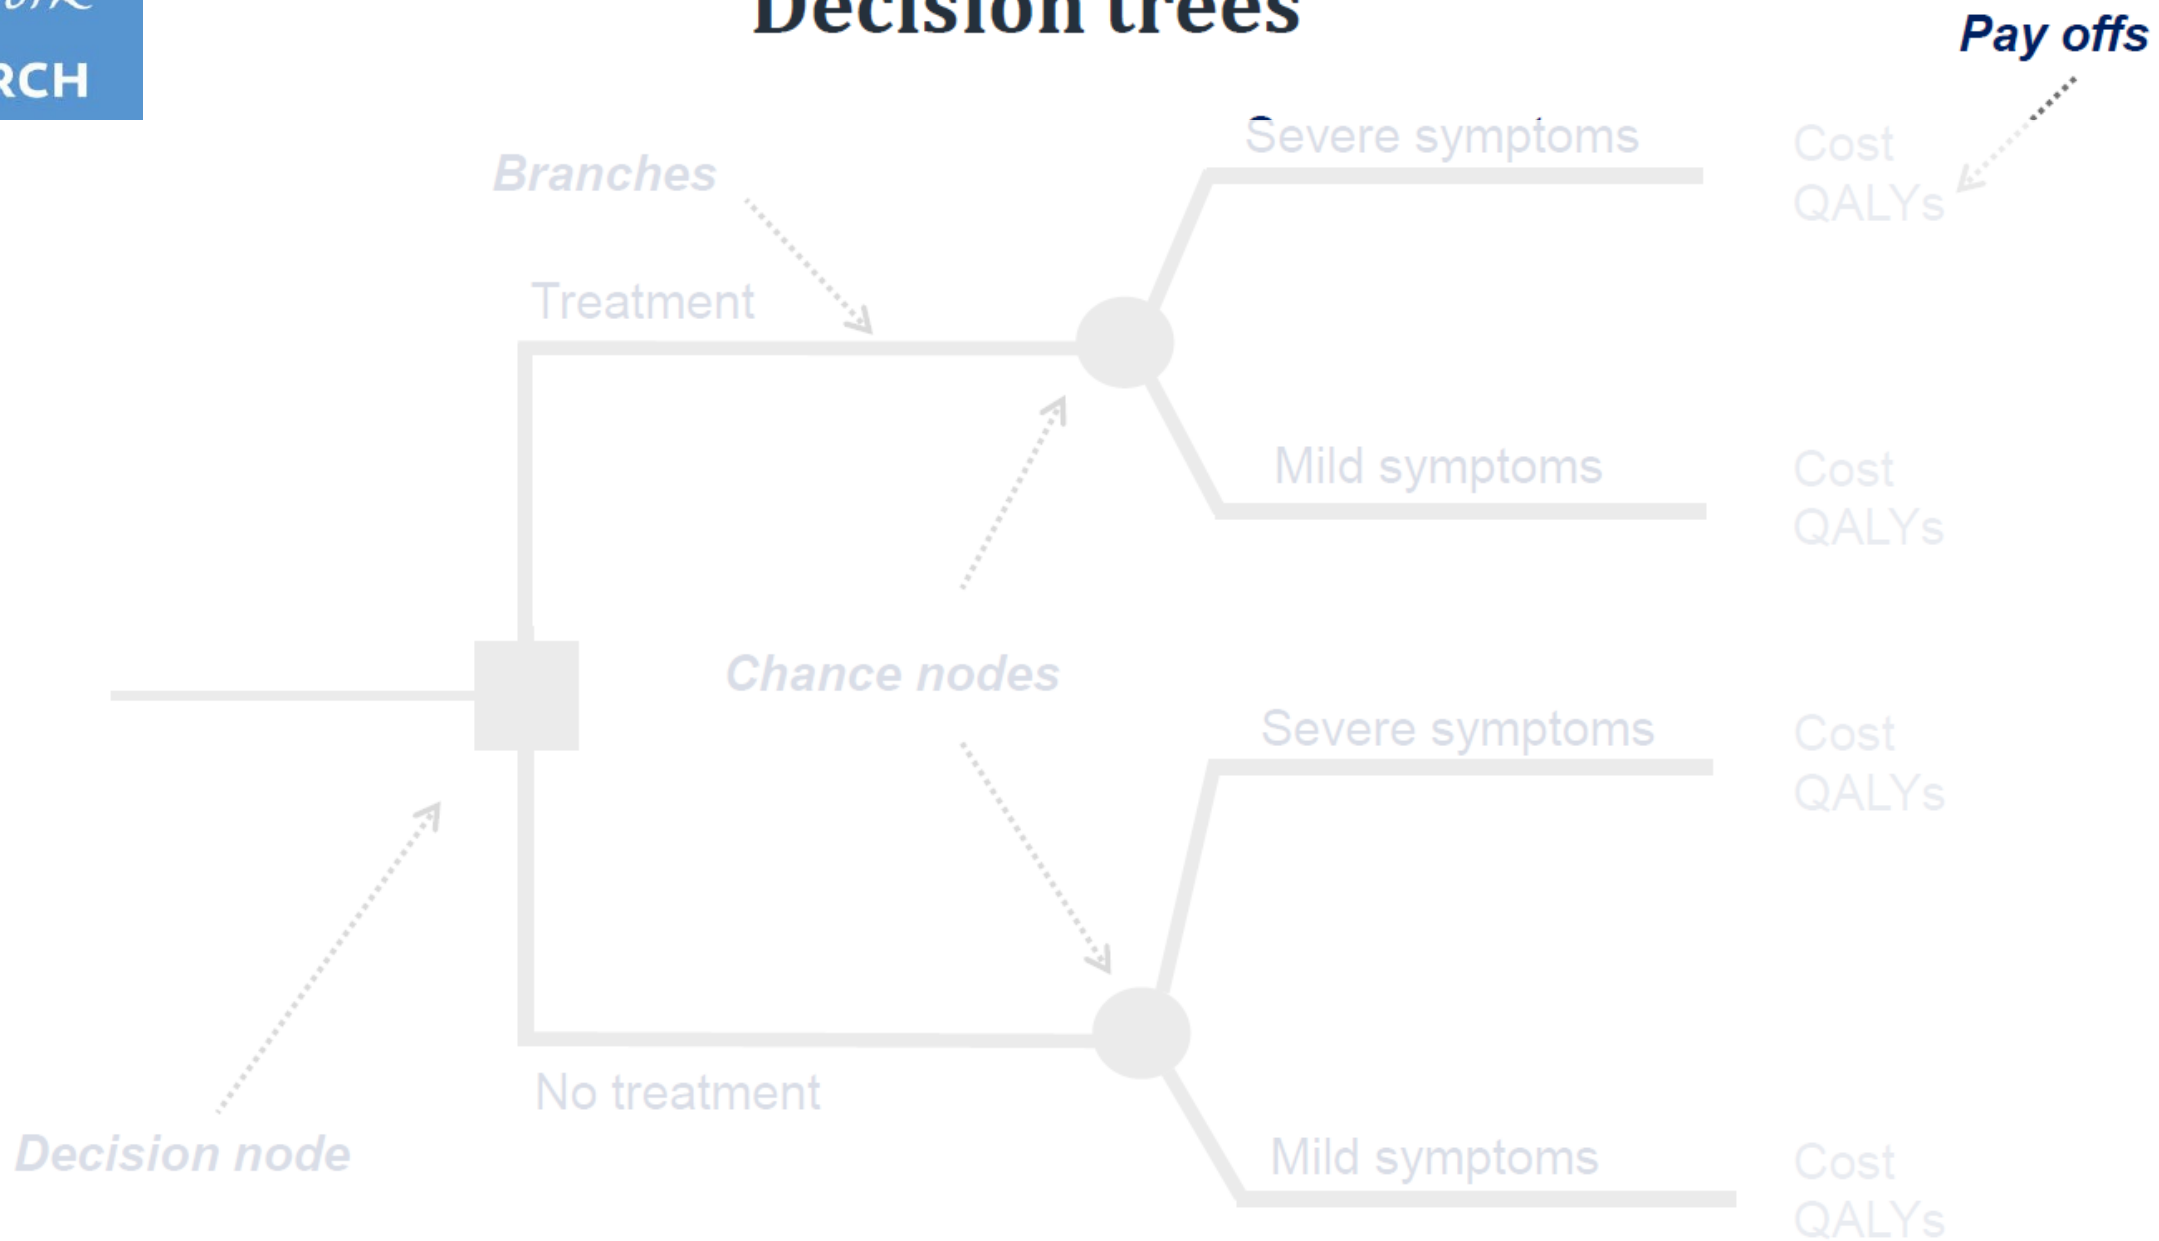 RCH
Decision trees
Pay offs
Severe symptoms
Cost
QALYs
Branches
Treatment
Mild symptoms
Cost
QALYs
Chance nodes
Severe symptoms
Cost
QALYs
No treatment
Decision node
Mild symptoms
Cost
QALYs